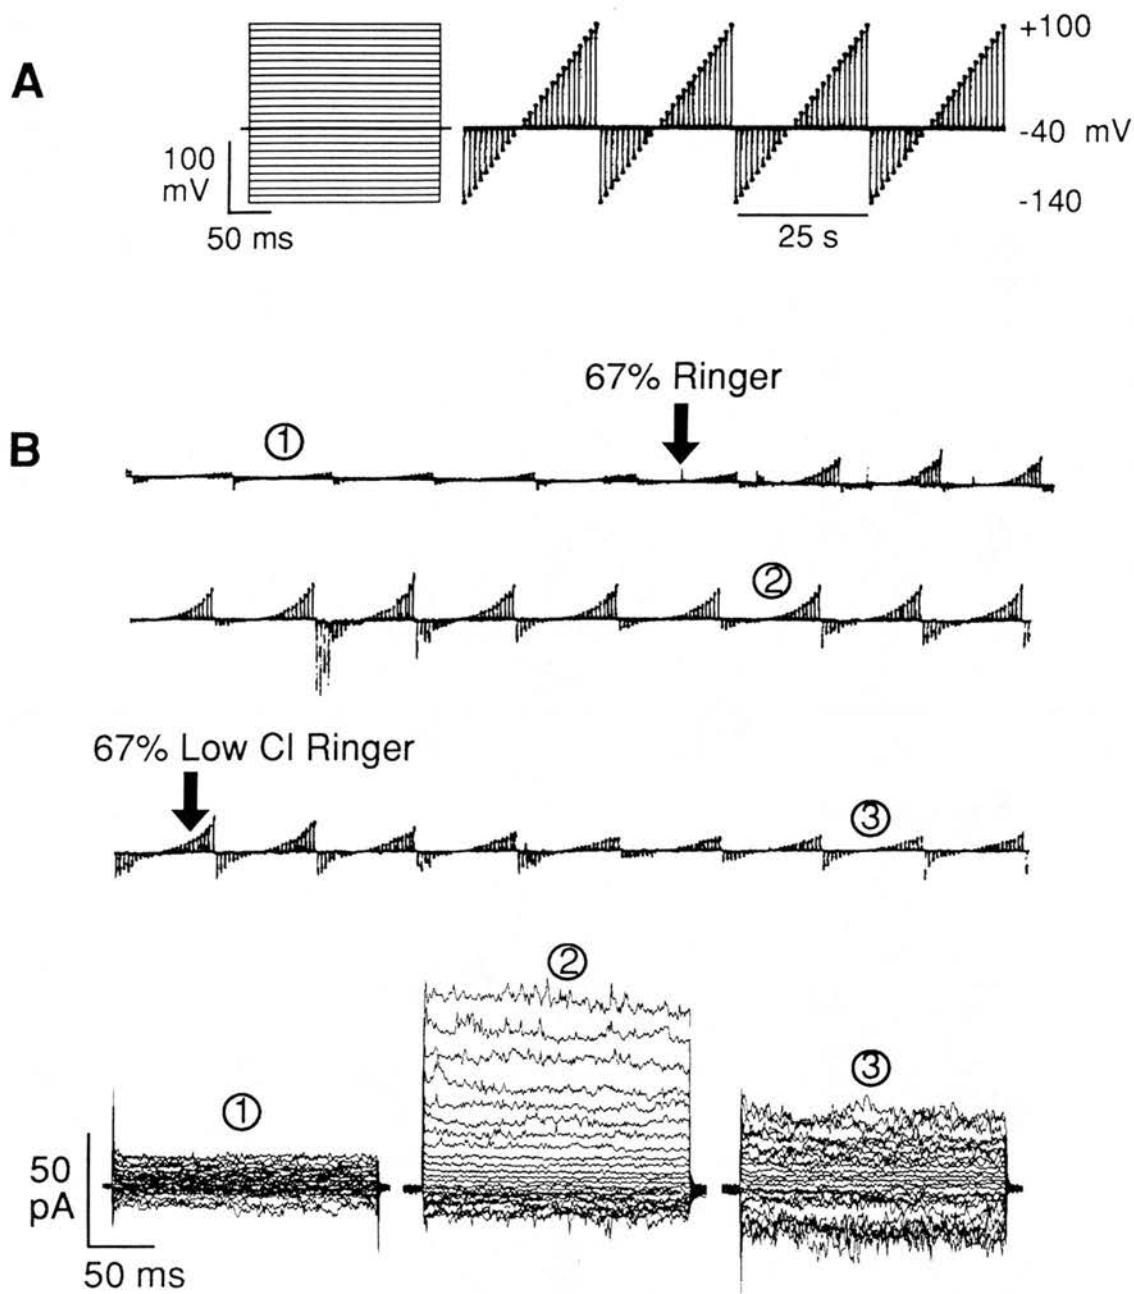 A
100
mV
50 ms
+100
-40 mV
-140
25 s
B
67% Ringer
①
②
67% Low Cl Ringer
③
①
②
③
50
pA
50 ms